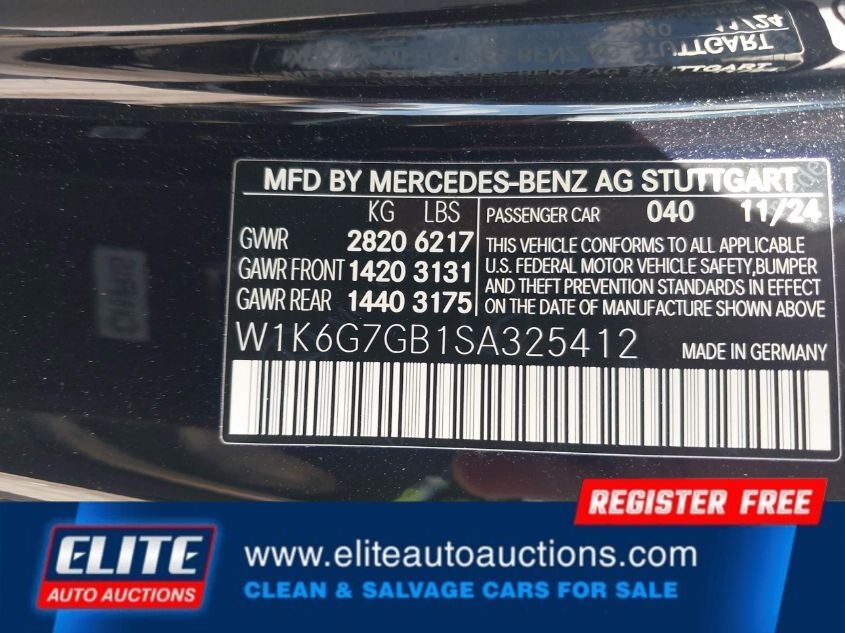 11/24
STUTTGART
MFD BY MERCEDES-BENZ AG STUTTGART
KG LBS
PASSENGER CAR 040 11/24
GVWR 2820 6217
GAWR FRONT 1420 3131
GAWR REAR 1440 3175
THIS VEHICLE CONFORMS TO ALL APPLICABLE
U.S. FEDERAL MOTOR VEHICLE SAFETY, BUMPER
AND THEFT PREVENTION STANDARDS IN EFFECT
ON THE DATE OF MANUFACTURE SHOWN ABOVE
W1K6G7GB1SA325412
MADE IN GERMANY
REGISTER FREE
ELITE
AUTO AUCTIONS
www.eliteautoauctions.com
CLEAN & SALVAGE CARS FOR SALE